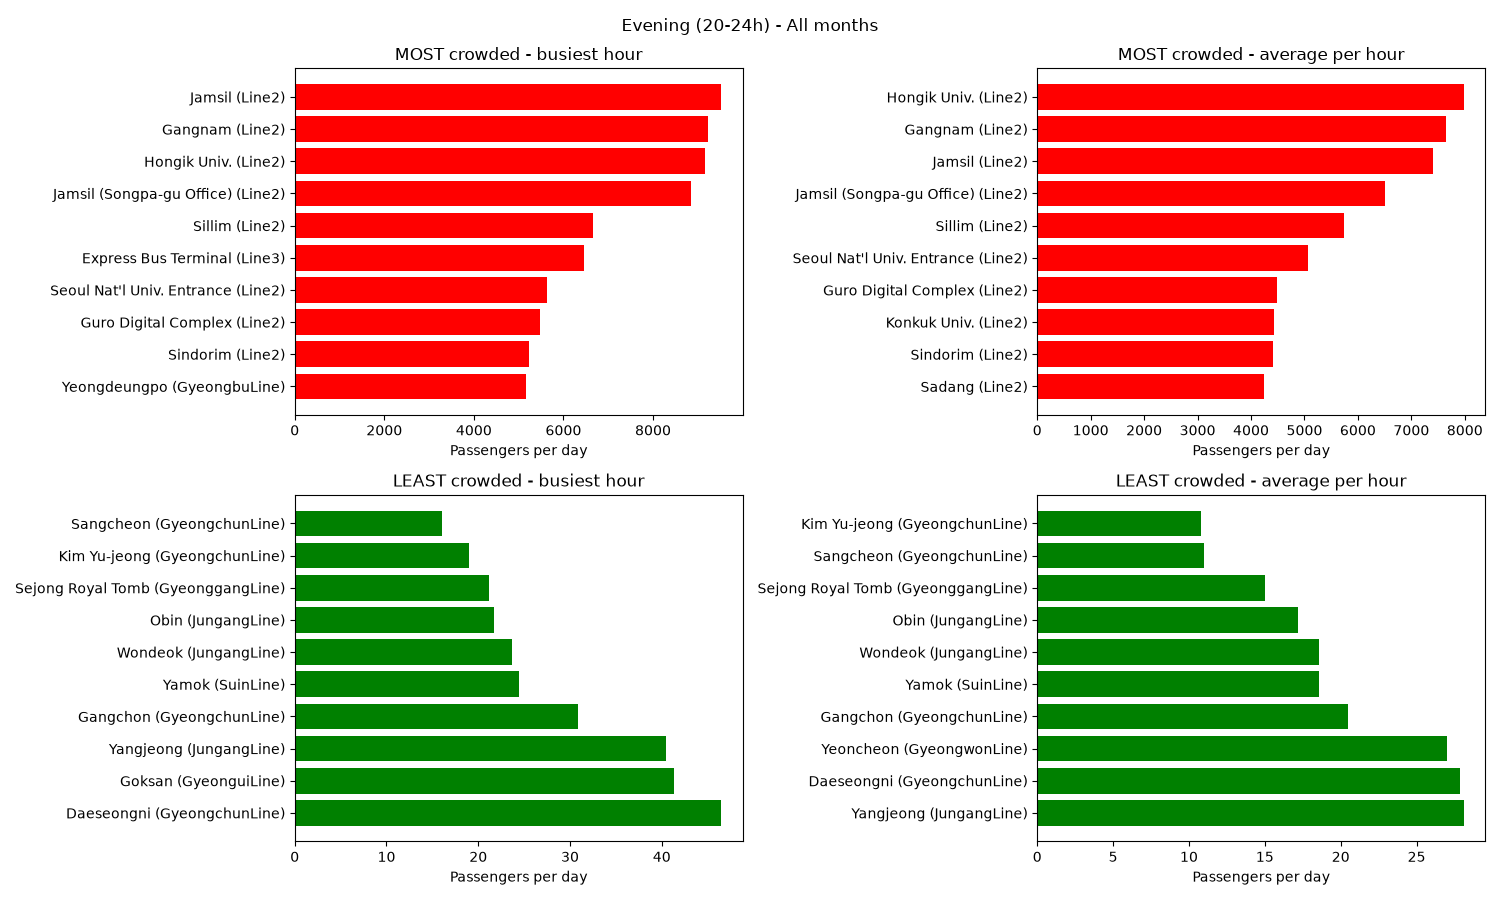 Evening (20-24h) - All months
MOST crowded - busiest hour
Jamsil (Line2)
Gangnam (Line2)
Hongik Univ. (Line2)
Jamsil (Songpa-gu Office) (Line2)
Sillim (Line2)
Express Bus Terminal (Line3)
Seoul Nat'l Univ. Entrance (Line2)
Guro Digital Complex (Line2)
Sindorim (Line2)
Yeongdeungpo (GyeongbuLine)
0 2000 4000 6000 8000
Passengers per day
MOST crowded - average per hour
Hongik Univ. (Line2)
Gangnam (Line2)
Jamsil (Line2)
Jamsil (Songpa-gu Office) (Line2)
Sillim (Line2)
Seoul Nat'l Univ. Entrance (Line2)
Guro Digital Complex (Line2)
Konkuk Univ. (Line2)
Sindorim (Line2)
Sadang (Line2)
0 1000 2000 3000 4000 5000 6000 7000 8000
Passengers per day
LEAST crowded - busiest hour
Sangcheon (GyeongchunLine)
Kim Yu-jeong (GyeongchunLine)
Sejong Royal Tomb (GyeonggangLine)
Obin (JungangLine)
Wondeok (JungangLine)
Yamok (SuinLine)
Gangchon (GyeongchunLine)
Yangjeong (JungangLine)
Goksan (GyeonguiLine)
Daeseongni (GyeongchunLine)
0 10 20 30 40
Passengers per day
LEAST crowded - average per hour
Kim Yu-jeong (GyeongchunLine)
Sangcheon (GyeongchunLine)
Sejong Royal Tomb (GyeonggangLine)
Obin (JungangLine)
Wondeok (JungangLine)
Yamok (SuinLine)
Gangchon (GyeongchunLine)
Yeoncheon (GyeongwonLine)
Daeseongni (GyeongchunLine)
Yangjeong (JungangLine)
0 5 10 15 20 25
Passengers per day